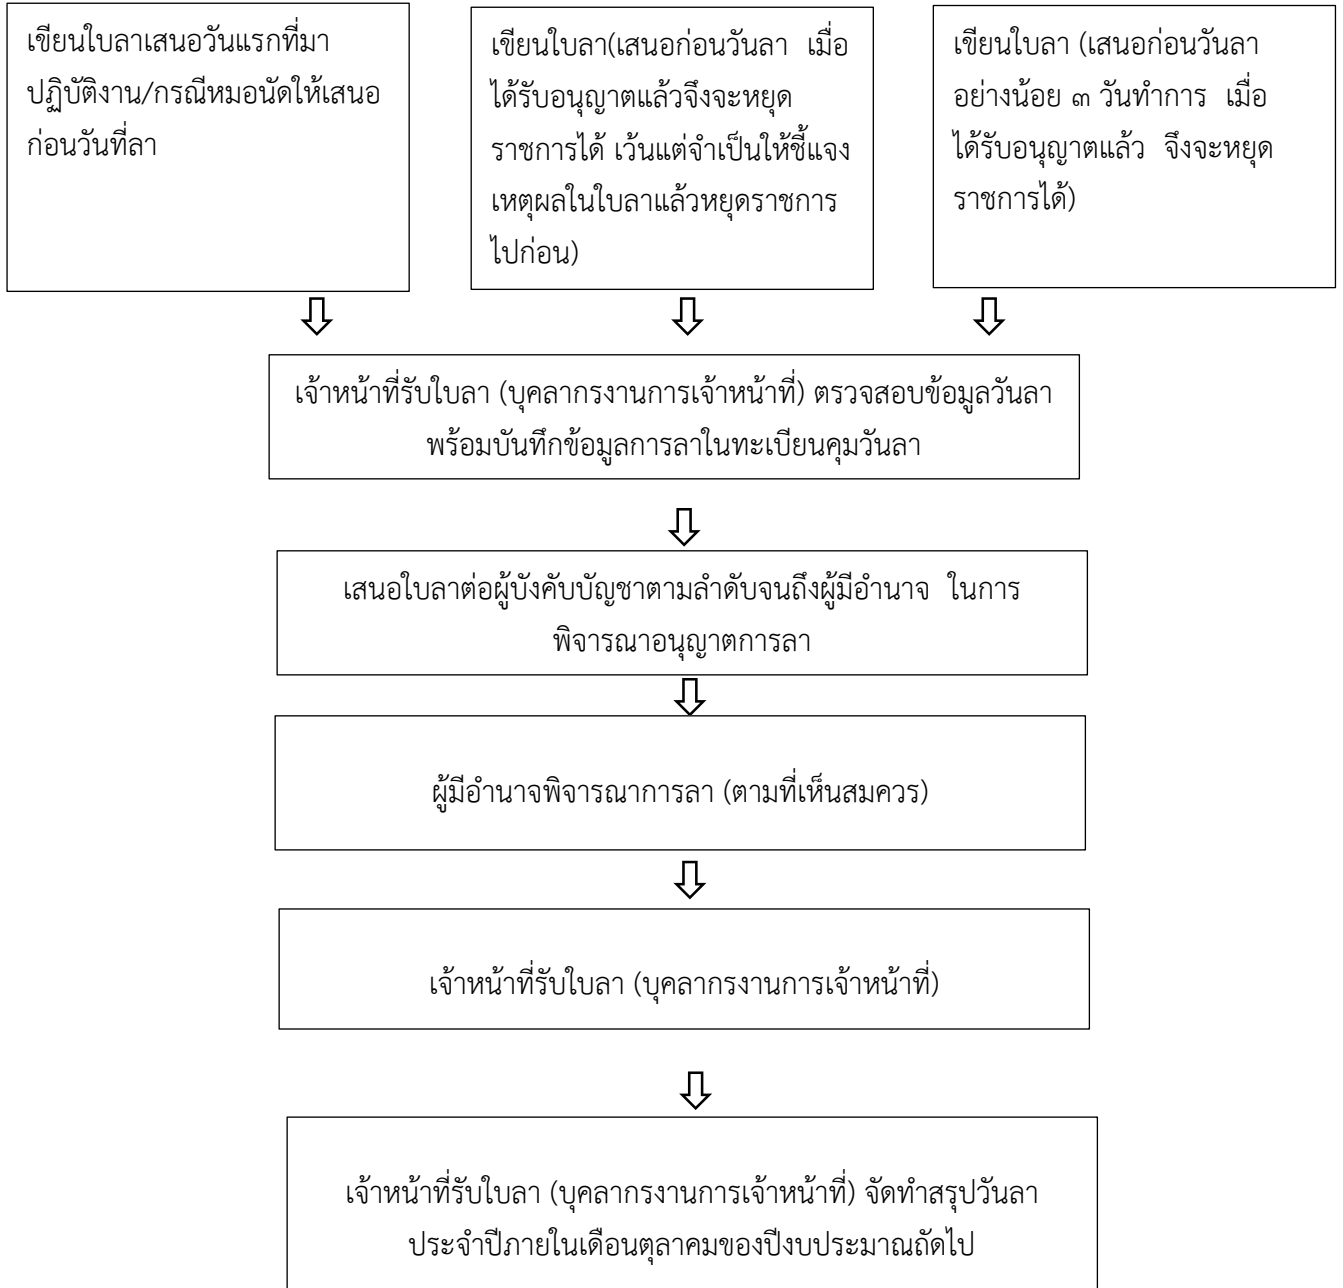 เขียนใบลาเสนอวันแรกที่มา
ปฏิบัติงาน/กรณีหมอนัดให้เสนอ
ก่อนวันที่ลา
เขียนใบลา(เสนอก่อนวันลา เมื่อ
ได้รับอนุญาตแล้วจึงจะหยุด
ราชการได้ เว้นแต่จำเป็นให้ชี้แจง
เหตุผลในใบลาแล้วหยุดราชการ
ไปก่อน)
เขียนใบลา (เสนอก่อนวันลา
อย่างน้อย ๓ วันทำการ เมื่อ
ได้รับอนุญาตแล้ว จึงจะหยุด
ราชการได้)
เจ้าหน้าที่รับใบลา (บุคลากรงานการเจ้าหน้าที่) ตรวจสอบข้อมูลวันลา
พร้อมบันทึกข้อมูลการลาในทะเบียนคุมวันลา
เสนอใบลาต่อผู้บังคับบัญชาตามลำดับจนถึงผู้มีอำนาจ ในการ
พิจารณาอนุญาตการลา
ผู้มีอำนาจพิจารณาการลา (ตามที่เห็นสมควร)
เจ้าหน้าที่รับใบลา (บุคลากรงานการเจ้าหน้าที่)
เจ้าหน้าที่รับใบลา (บุคลากรงานการเจ้าหน้าที่) จัดทำสรุปวันลา
ประจำปีภายในเดือนตุลาคมของปีงบประมาณถัดไป